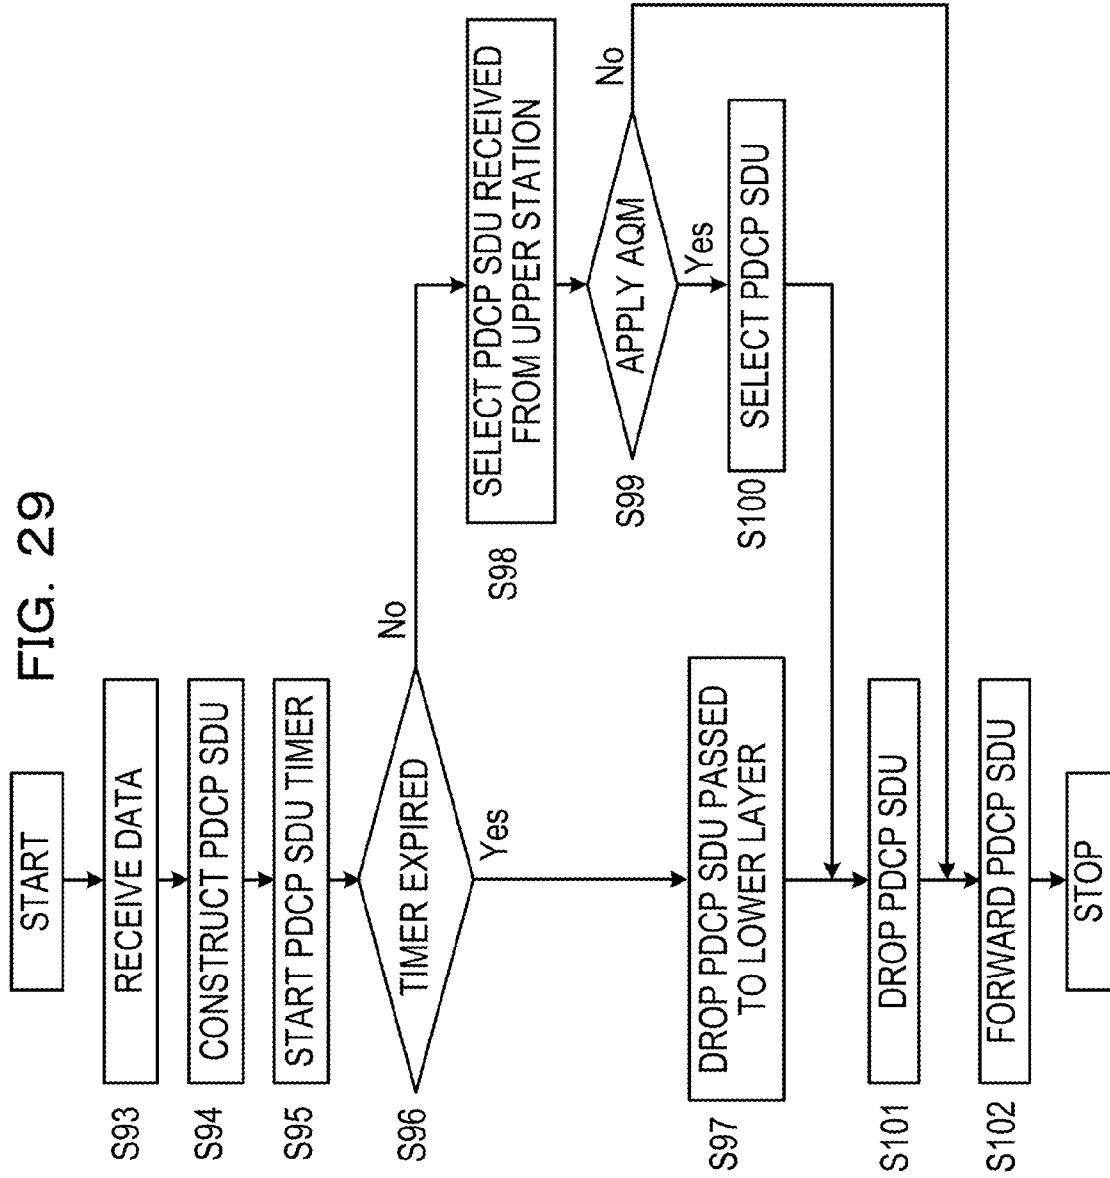 FIG. 29
START
S93
RECEIVE DATA
S94
CONSTRUCT PDCP SDU
S95
START PDCP SDU TIMER
S96
TIMER EXPIRED
No
Yes
S98
SELECT PDCP SDU RECEIVED
FROM UPPER STATION
S99
APPLY AQM
No
Yes
S100
SELECT PDCP SDU
S97
DROP PDCP SDU PASSED
TO LOWER LAYER
S101
DROP PDCP SDU
S102
FORWARD PDCP SDU
STOP